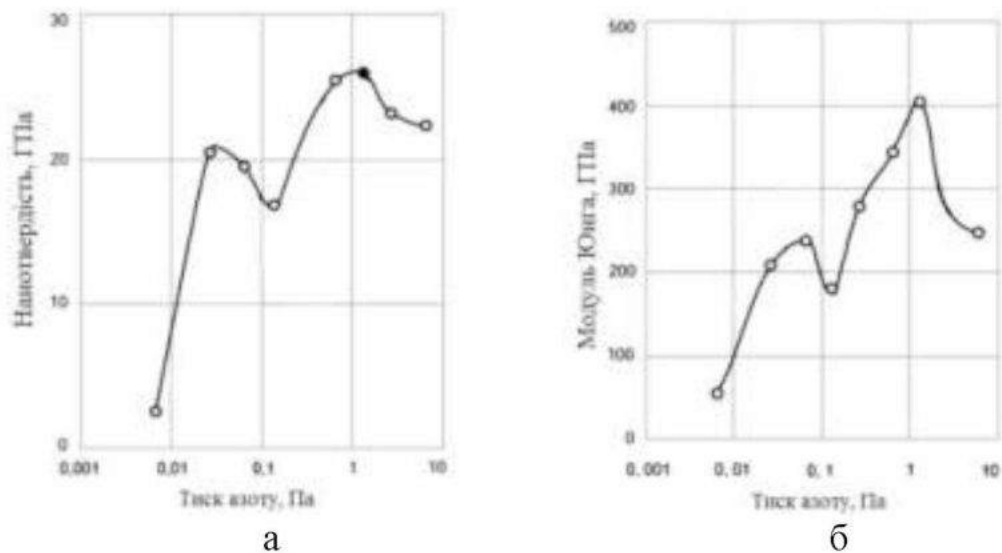 Нанотвердість, ГПа
30
20
10
0
0,001 0,01 0,1 1 10
Тиск азоту, Па
а
Модуль Юнга, ГПа
500
400
300
200
100
0
0,001 0,01 0,1 1 10
Тиск азоту, Па
б